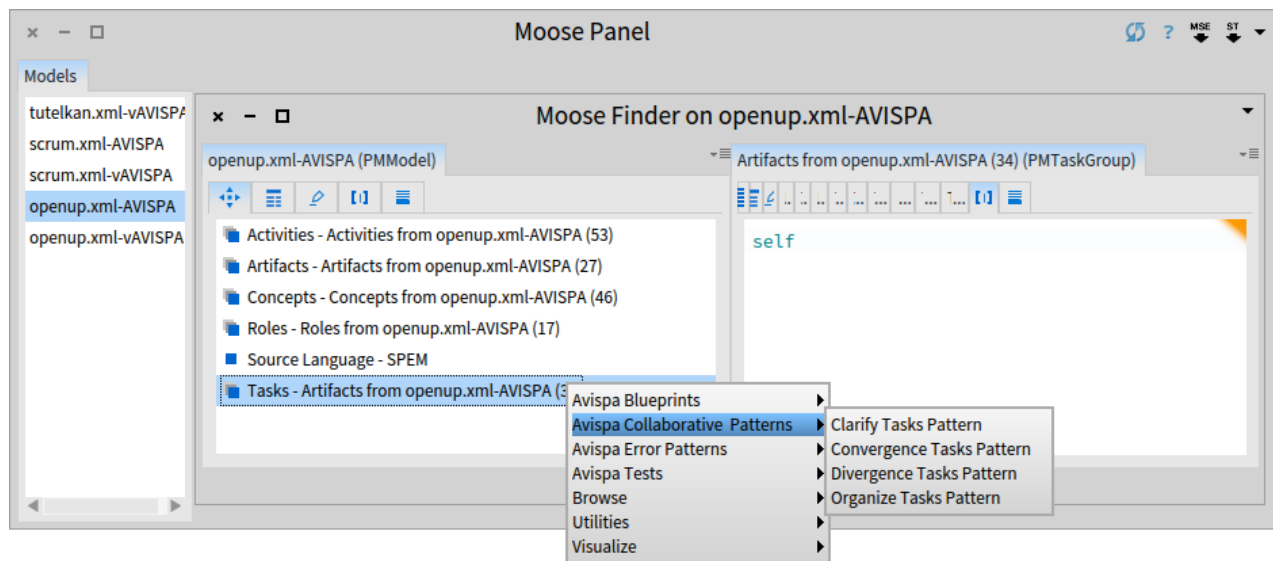 Moose Panel
? MSE ST
Models
tutelkan.xml-vAVISPA
scrum.xml-AVISPA
scrum.xml-vAVISPA
openup.xml-AVISPA
openup.xml-vAVISPA
Moose Finder on openup.xml-AVISPA
openup.xml-AVISPA (PMModel)
Activities - Activities from openup.xml-AVISPA (53)
Artifacts - Artifacts from openup.xml-AVISPA (27)
Concepts - Concepts from openup.xml-AVISPA (46)
Roles - Roles from openup.xml-AVISPA (17)
Source Language - SPEM
Tasks - Artifacts from openup.xml-AVISPA (3
Artifacts from openup.xml-AVISPA (34) (PMTaskGroup)
self
Avispa Blueprints
Avispa Collaborative Patterns
Avispa Error Patterns
Avispa Tests
Browse
Utilities
Visualize
Clarify Tasks Pattern
Convergence Tasks Pattern
Divergence Tasks Pattern
Organize Tasks Pattern